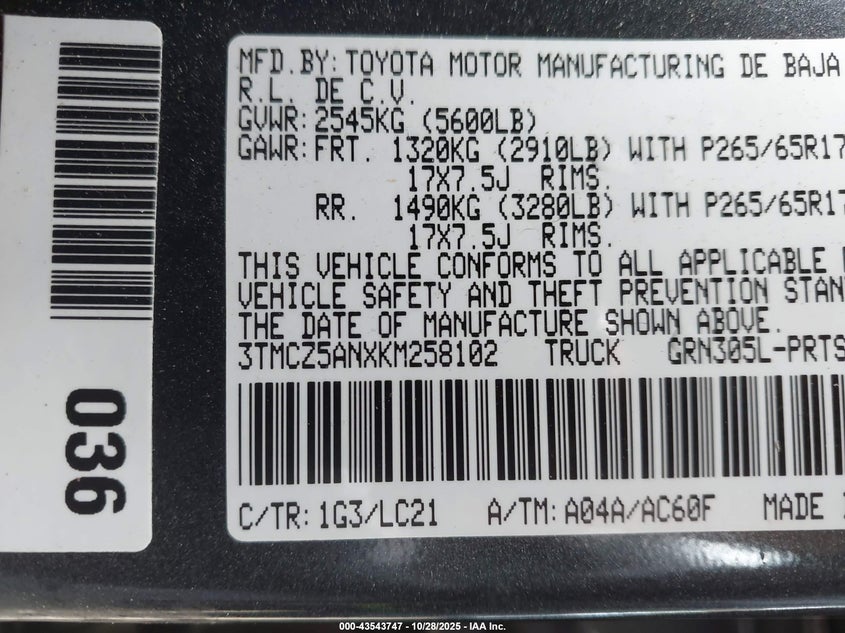 MFD.BY:TOYOTA MOTOR MANUFACTURING DE BAJA
R.L. DE C.V.
GVWR:2545KG (5600LB)
GAWR:FRT. 1320KG (2910LB) WITH P265/65R17
17X7.5J RIMS.
RR. 1490KG (3280LB) WITH P265/65R17
17X7.5J RIMS.
THIS VEHICLE CONFORMS TO ALL APPLICABLE
VEHICLE SAFETY AND THEFT PREVENTION STAN
THE DATE OF MANUFACTURE SHOWN ABOVE.
3TMCZ5ANXKM258102 TRUCK GRN305L-PRTS
C/TR:1G3/LC21 A/TM:A04A/AC60F MADE
036
000-43543747 - 10/28/2025 - IAA Inc.